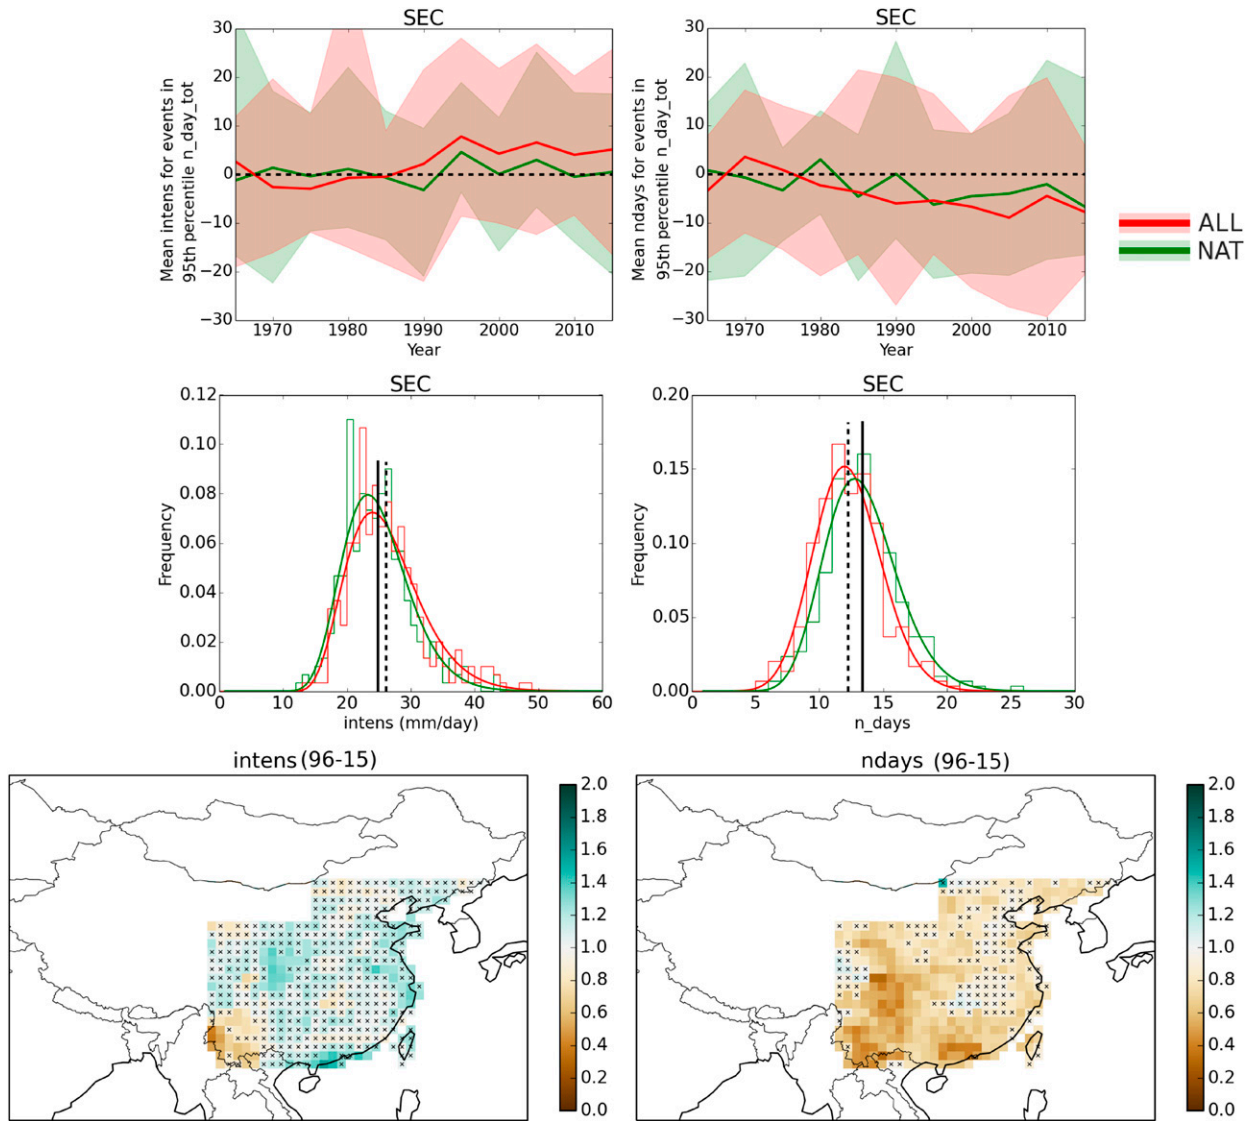 SEC
SEC
Mean intens for events in
95th percentile n_day_tot
30
20
10
0
−10
−20
−30
1970 1980 1990 2000 2010
Year
Mean ndays for events in
95th percentile n_day_tot
30
20
10
0
−10
−20
−30
1970 1980 1990 2000 2010
Year
ALL
NAT
SEC
Frequency
0.12
0.10
0.08
0.06
0.04
0.02
0.00
0 10 20 30 40 50 60
intens (mm/day)
SEC
Frequency
0.20
0.15
0.10
0.05
0.00
0 5 10 15 20 25 30
n_days
intens (96-15)
2.0
1.8
1.6
1.4
1.2
1.0
0.8
0.6
0.4
0.2
0.0
ndays (96-15)
2.0
1.8
1.6
1.4
1.2
1.0
0.8
0.6
0.4
0.2
0.0